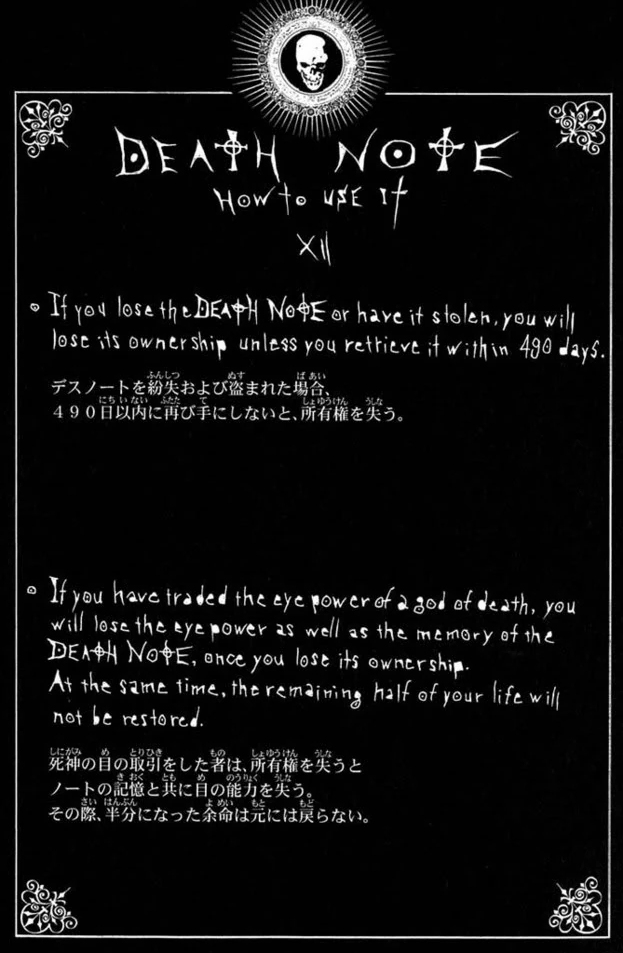 DEATH NOTE
How to use it
XII
○ If you lose the DEATH NOTE or have it stolen, you will
lose its ownership unless you retrieve it within 490 days.
デスノートを紛失および盗まれた場合、
490日以内に再び手にしないと、所有権を失う。
○ If you have traded the eye power of a god of death, you
will lose the eye power as well as the memory of the
DEATH NOTE, once you lose its ownership.
At the same time, the remaining half of your life will
not be restored.
死神の目の取引をした者は、所有権を失うと
ノートの記憶と共に目の能力を失う。
その際、半分になった余命は元には戻らない。